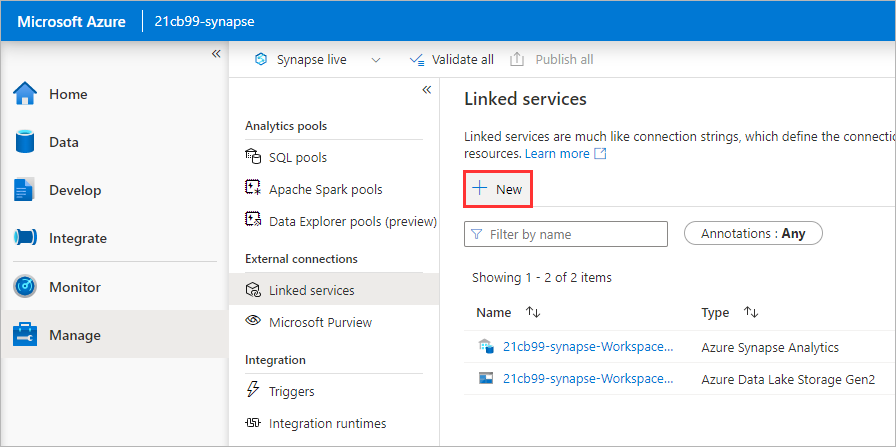 Microsoft Azure
21cb99-synapse
Home
Data
Develop
Integrate
Monitor
Manage
Synapse live
Validate all
Publish all
Analytics pools
SQL pools
Apache Spark pools
Data Explorer pools (preview)
External connections
Linked services
Microsoft Purview
Integration
Triggers
Integration runtimes
Linked services
Linked services are much like connection strings, which define the connectio
resources. Learn more
New
Filter by name
Annotations : Any
Showing 1 - 2 of 2 items
Name Type
21cb99-synapse-Workspace... Azure Synapse Analytics
21cb99-synapse-Workspace... Azure Data Lake Storage Gen2